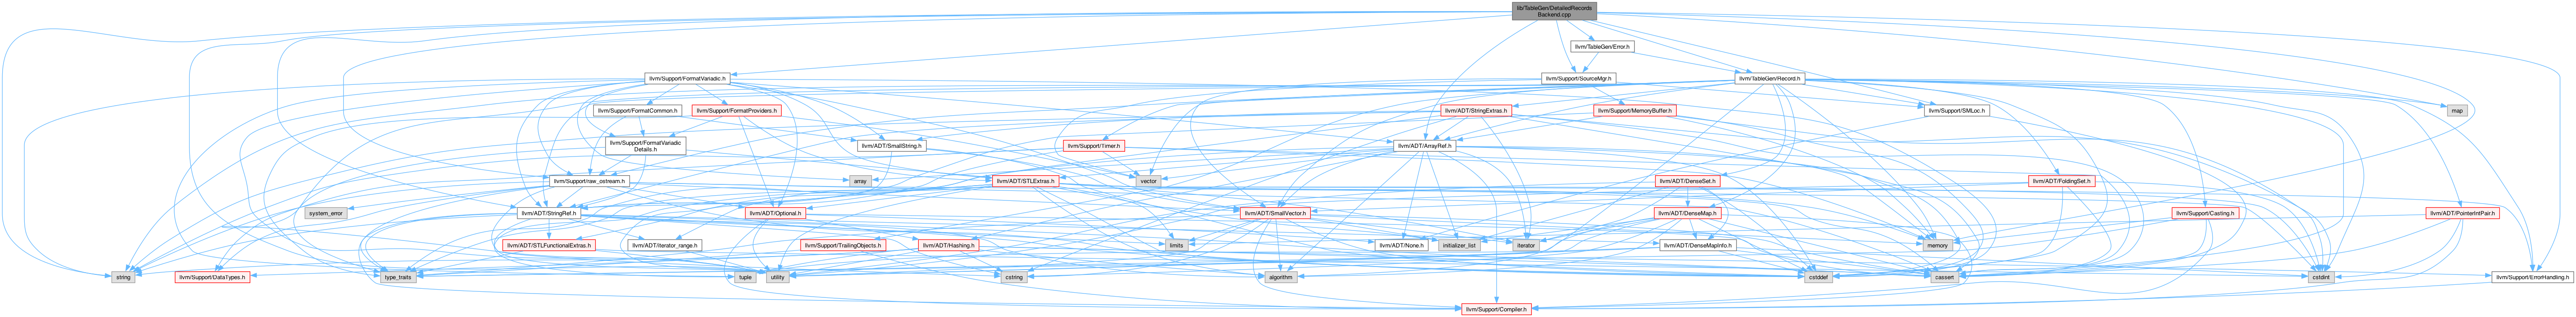 lib/TableGen/DetailedRecords
Backend.cpp
llvm/TableGen/Error.h
llvm/Support/FormatVariadic.h
llvm/Support/SourceMgr.h
llvm/TableGen/Record.h
llvm/Support/FormatCommon.h
llvm/Support/FormatProviders.h
llvm/ADT/StringExtras.h
llvm/Support/MemoryBuffer.h
llvm/Support/SMLoc.h
map
llvm/Support/FormatVariadic
Details.h
llvm/ADT/SmallString.h
llvm/Support/Timer.h
llvm/ADT/ArrayRef.h
llvm/Support/raw_ostream.h
array
llvm/ADT/STLExtras.h
vector
llvm/ADT/DenseSet.h
llvm/ADT/FoldingSet.h
system_error
llvm/ADT/StringRef.h
llvm/ADT/Optional.h
llvm/ADT/SmallVector.h
llvm/ADT/DenseMap.h
llvm/Support/Casting.h
llvm/ADT/PointerIntPair.h
llvm/ADT/STLFunctionalExtras.h
llvm/ADT/iterator_range.h
llvm/Support/TrailingObjects.h
llvm/ADT/Hashing.h
limits
llvm/ADT/None.h
initializer_list
iterator
llvm/ADT/DenseMapInfo.h
memory
string
llvm/Support/DataTypes.h
type_traits
tuple
utility
cstring
algorithm
cstddef
cassert
cstdint
llvm/Support/ErrorHandling.h
llvm/Support/Compiler.h